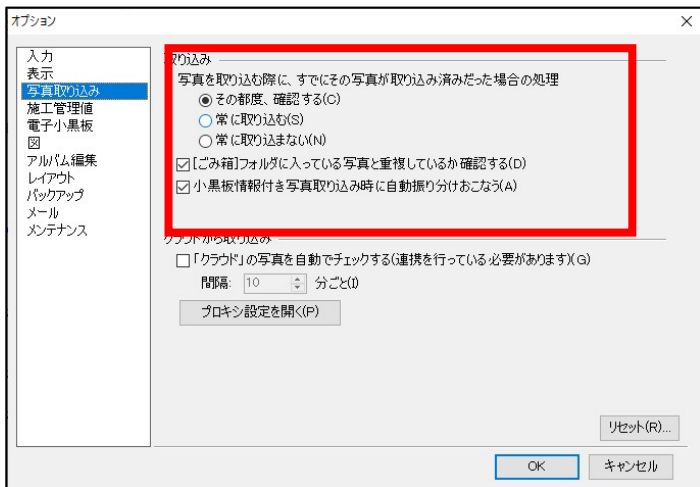 オプション
入力
表示
写真取り込み
施工管理値
電子小黒板
図
アルバム編集
レイアウト
バックアップ
メール
メンテナンス
取り込み
写真を取り込む際に、すでにその写真が取り込み済みだった場合の処理
その都度、確認する(C)
常に取り込む(S)
常に取り込まない(N)
[ごみ箱]フォルダに入っている写真と重複しているか確認する(D)
小黒板情報付き写真取り込み時に自動振り分けおこなう(A)
クラウドから取り込み
「クラウド」の写真を自動でチェックする(連携を行っている必要があります)(G)
間隔: 10 分ごと(I)
プロキシ設定を開く(P)
リセット(R)...
OK キャンセル